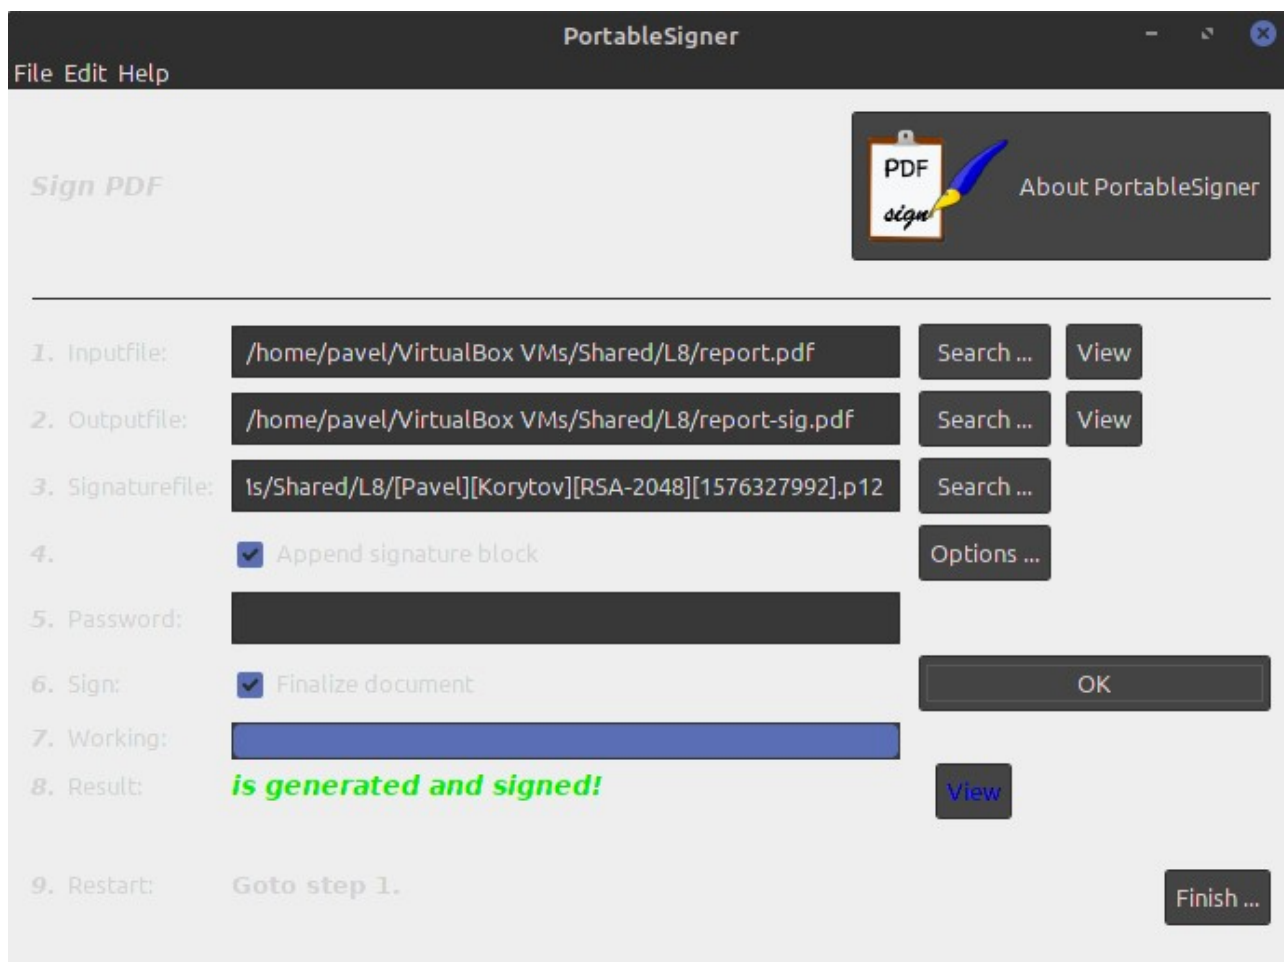 PortableSigner
File Edit Help
Sign PDF
PDF
sign
About PortableSigner
1. Inputfile: /home/pavel/VirtualBox VMs/Shared/L8/report.pdf Search ... View
2. Outputfile: /home/pavel/VirtualBox VMs/Shared/L8/report-sig.pdf Search ... View
3. Signaturefile: s/Shared/L8/[Pavel][Korytov][RSA-2048][1576327992].p12 Search ...
4. Append signature block Options ...
5. Password:
6. Sign: Finalize document OK
7. Working:
8. Result: is generated and signed! View
9. Restart: Goto step 1.
Finish ...